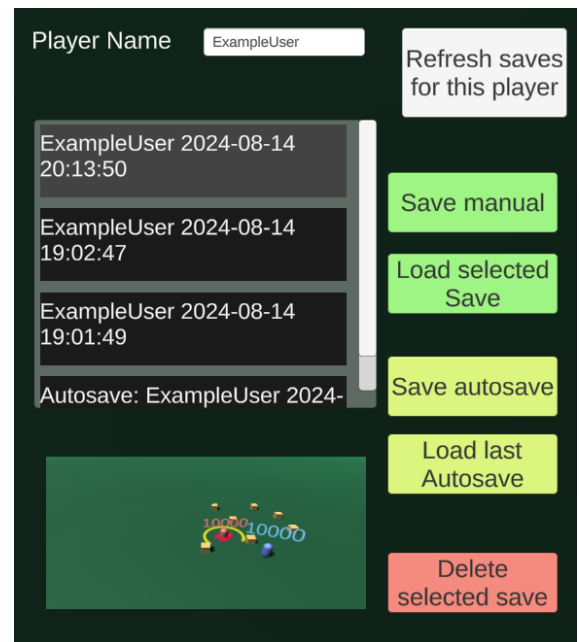 Player Name
ExampleUser
Refresh saves
for this player
ExampleUser 2024-08-14
20:13:50
ExampleUser 2024-08-14
19:02:47
ExampleUser 2024-08-14
19:01:49
Autosave: ExampleUser 2024-
Save manual
Load selected
Save
Save autosave
Load last
Autosave
Delete
selected save
10000
10000